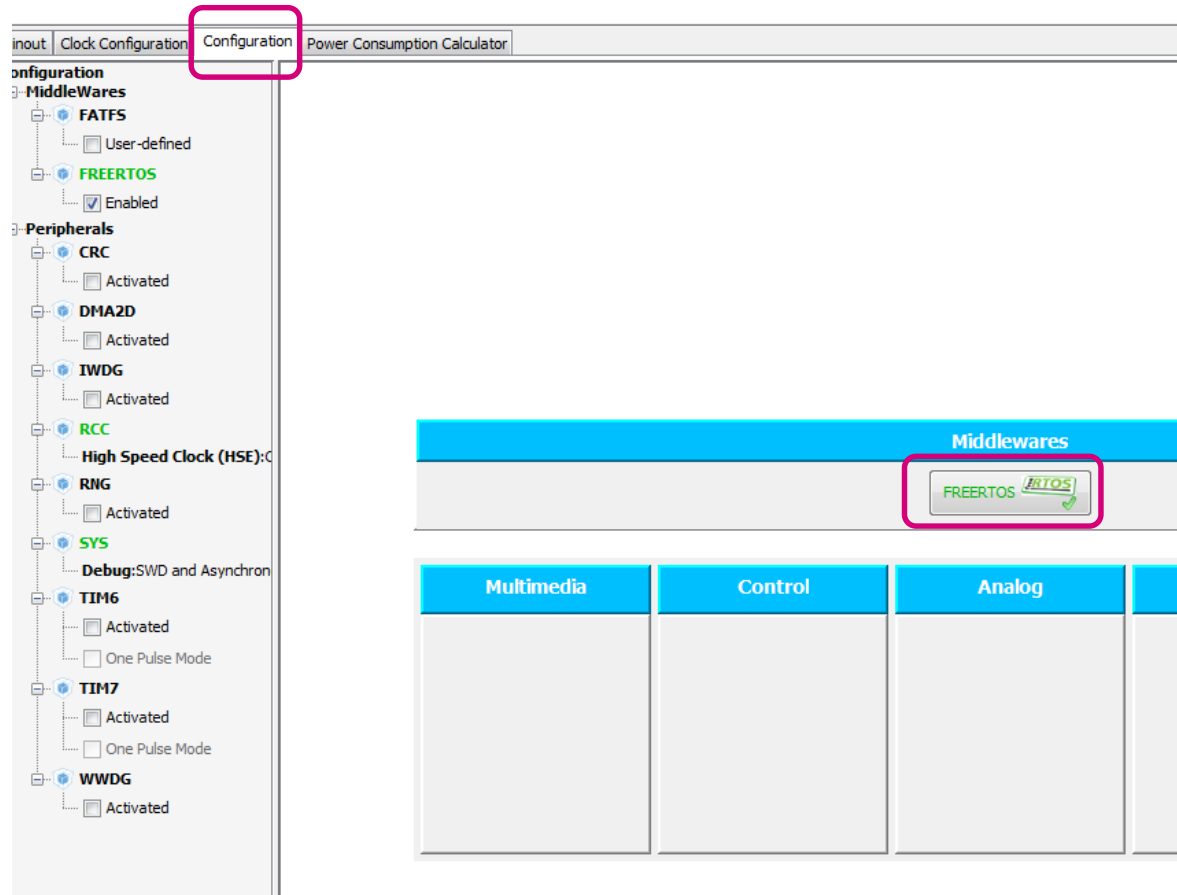 inout Clock Configuration Configuration Power Consumption Calculator
onfiguration
MiddleWares
FATFS
User-defined
FREERTOS
Enabled
Peripherals
CRC
Activated
DMA2D
Activated
IWDG
Activated
RCC
High Speed Clock (HSE):C
RNG
Activated
SYS
Debug:SWD and Asynchron
TIM6
Activated
One Pulse Mode
TIM7
Activated
One Pulse Mode
WWDG
Activated
Middlewares
FREERTOS RTOS
Multimedia Control Analog